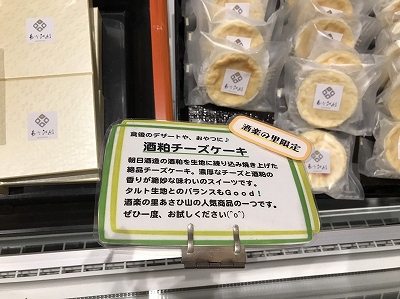 食後のデザートや、おやつに♪
酒楽の里限定
酒粕チーズケーキ
朝日酒造の酒粕を生地に練り込み焼き上げた
絶品チーズケーキ。濃厚なチーズと酒粕の
香りが絶妙な味わいのスイーツです。
タルト生地とのバランスもGood!
酒楽の里あさひ山の人気商品の一つです。
ぜひ一度、お試しください(^o^)